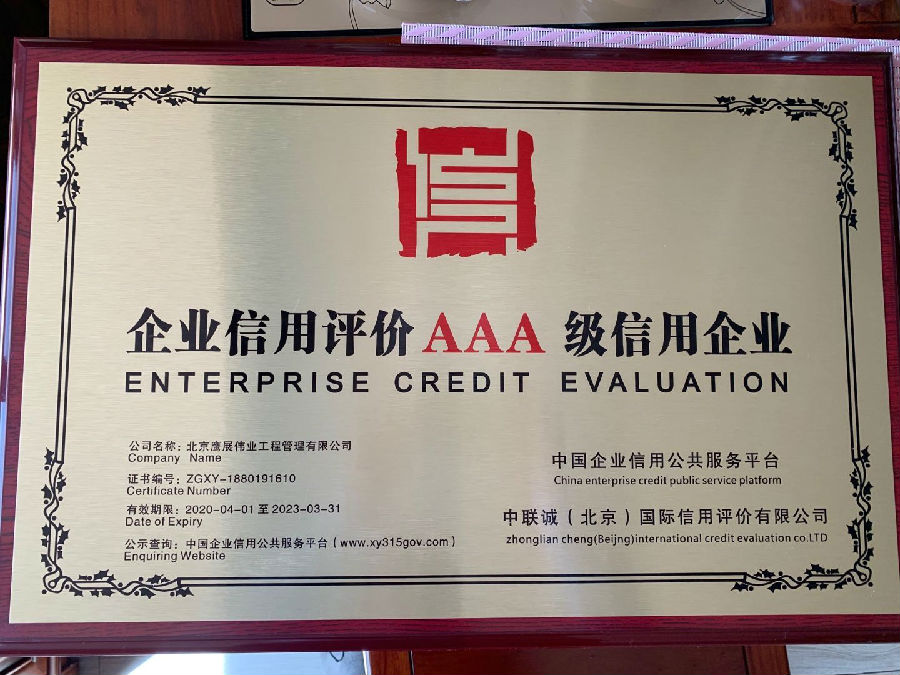 信
企业信用评价AAA 级信用企业
ENTERPRISE CREDIT EVALUATION
公司名称：北京鹰展伟业工程管理有限公司
Company Name
证书编号：ZGXY-1880191610
Certificate Number
有效期限：2020-04-01 至 2023-03-31
Date of Expiry
公示查询：中国企业信用公共服务平台（www.xy315gov.com）
Enquiring Website
中国企业信用公共服务平台
China enterprise credit public service platform
中联诚（北京）国际信用评价有限公司
zhonglian cheng(Beijng)international credit evaluation co.LTD